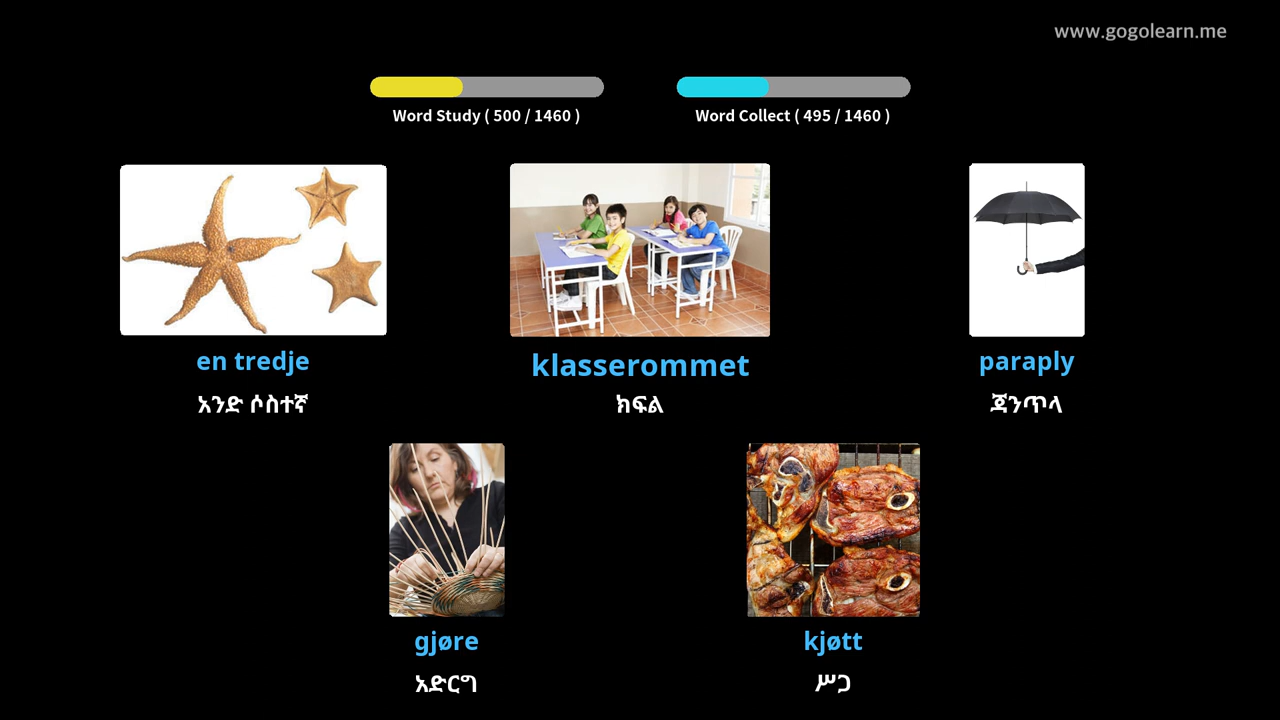 www.gogolearn.me
Word Study ( 500 / 1460 )
Word Collect ( 495 / 1460 )
en tredje
አንድ ሶስተኛ
klasserommet
ክፍል
paraply
ጃንጥላ
gjøre
አድርግ
kjøtt
ሥጋ